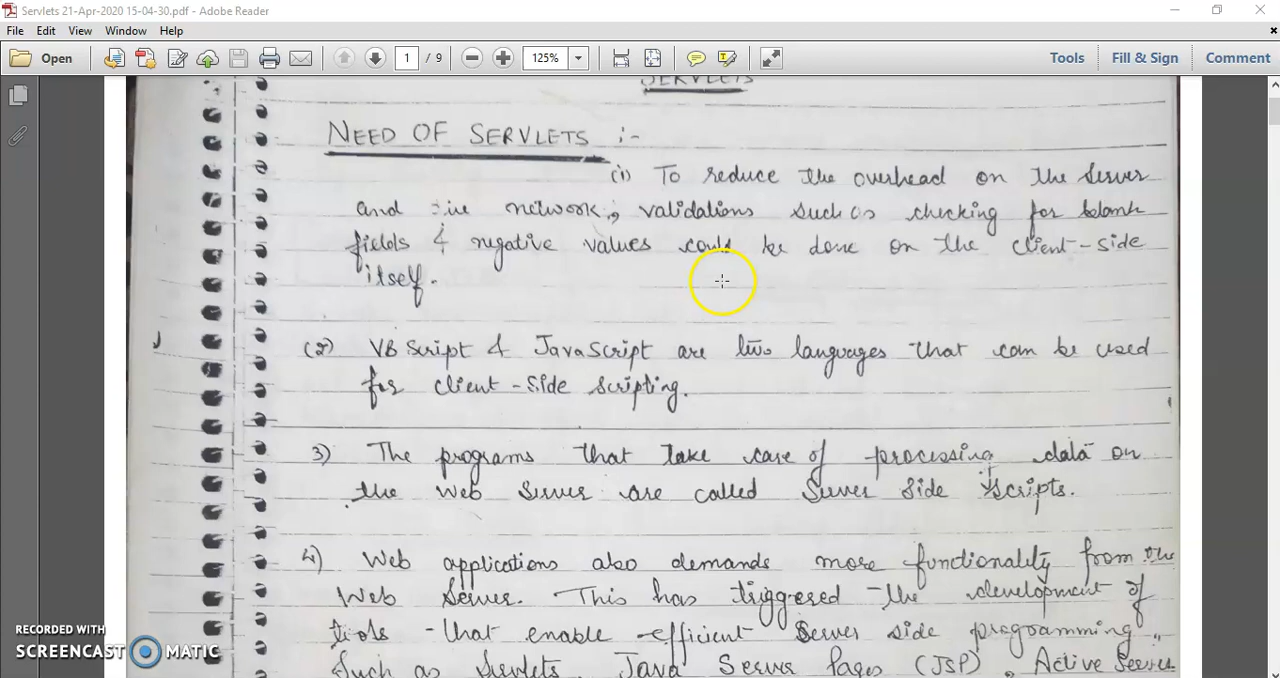 Servlets 21-Apr-2020 15-04-30.pdf - Adobe Reader
File Edit View Window Help
Open 1 / 9 125% Tools Fill & Sign Comment
SERVLETS
NEED OF SERVLETS :-
(1) To reduce the overhead on the Server
and the network, validations such as checking for blank
fields & negative values could be done on the client-side
itself.
(2) VB Script & JavaScript are two languages that can be used
for client-side scripting.
3) The programs that take care of processing data on
the Web Server are called Server Side Scripts.
4) Web applications also demands more functionality from the
Web Server. This has triggered the development of
tools that enable efficient Server side programming,
Such as Servlets, Java Server Pages (JSP), Active Server
RECORDED WITH
SCREENCAST MATIC